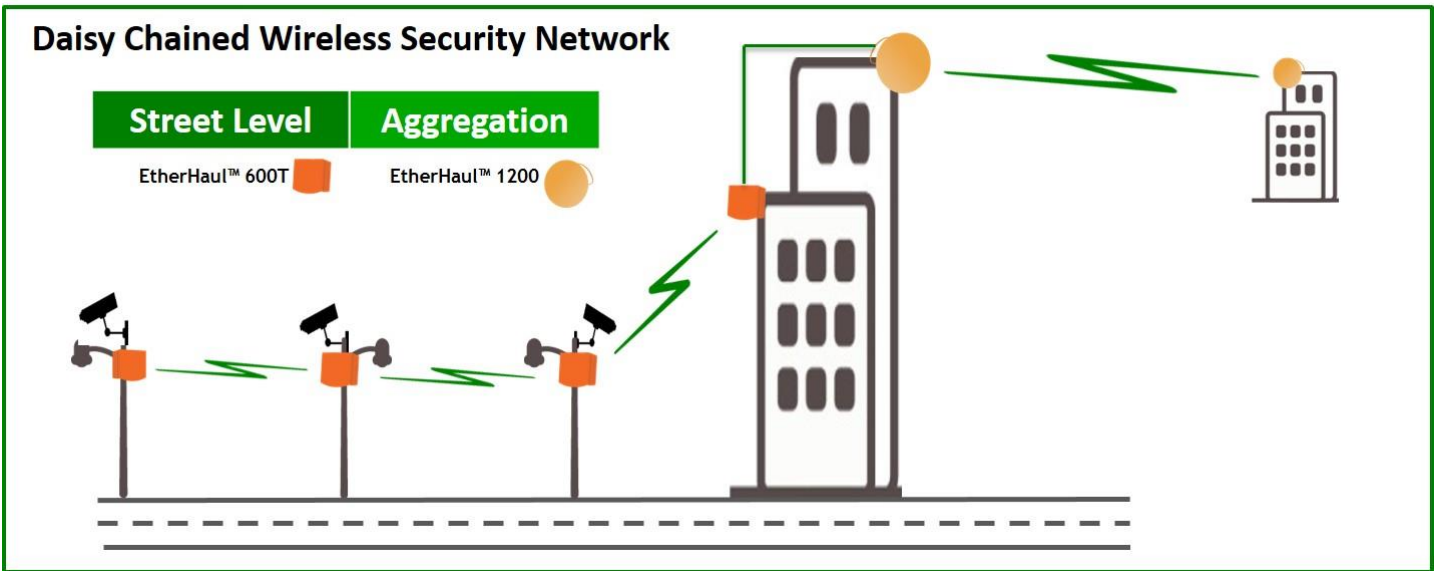 Daisy Chained Wireless Security Network
Street Level Aggregation
EtherHaul™ 600T EtherHaul™ 1200